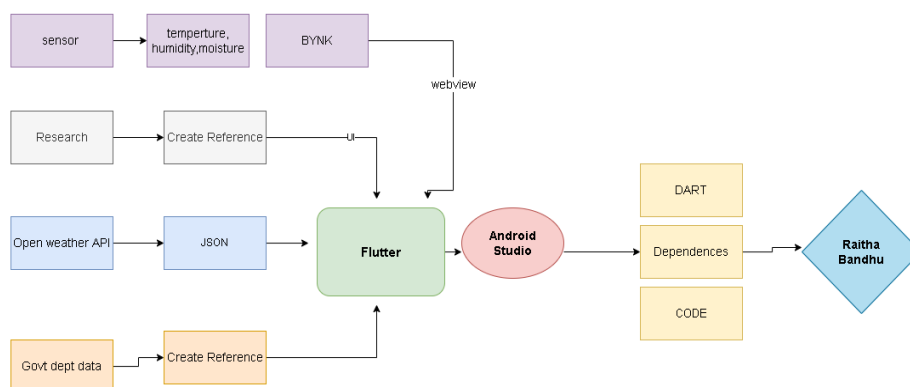 sensor
temperture,
humidity,moisture
BYNK
webview
Research
Create Reference
UI
Open weather API
JSON
Flutter
Android
Studio
DART
Dependences
CODE
Raitha
Bandhu
Govt dept data
Create Reference